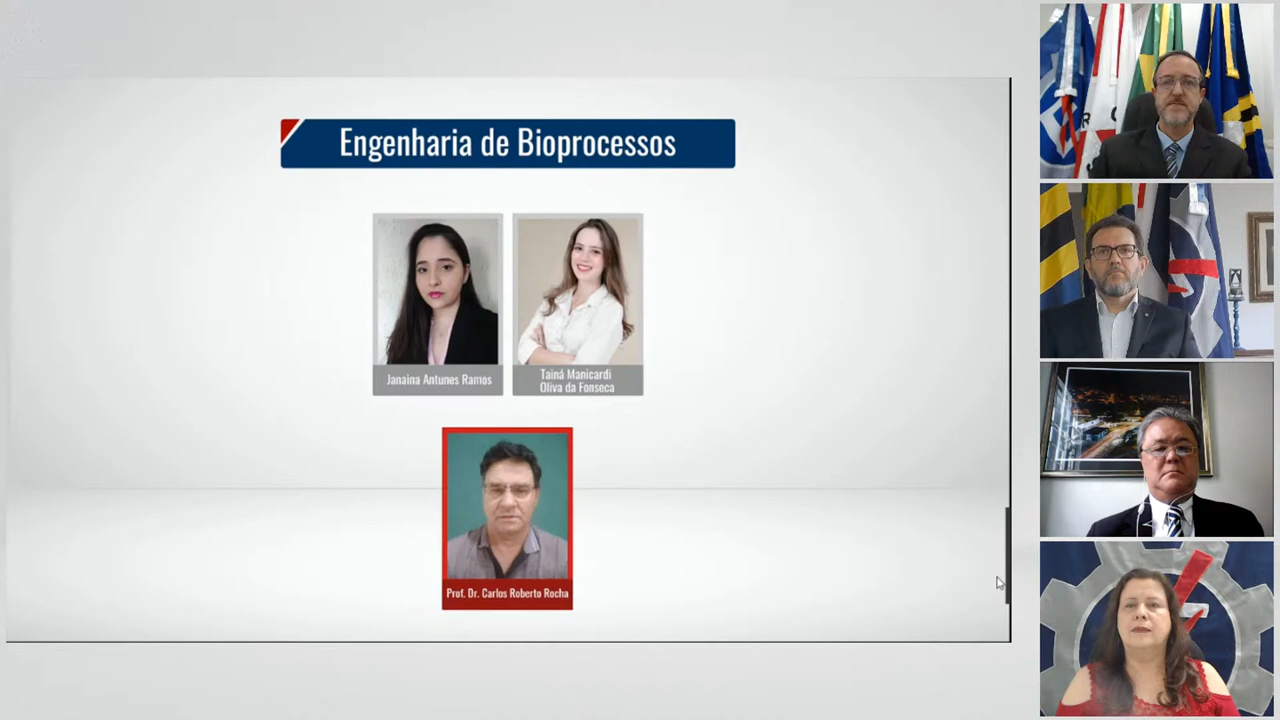 Engenharia de Bioprocessos
Janaina Antunes Ramos
Tainá Manicardi
Oliva da Fonseca
Prof. Dr. Carlos Roberto Rocha